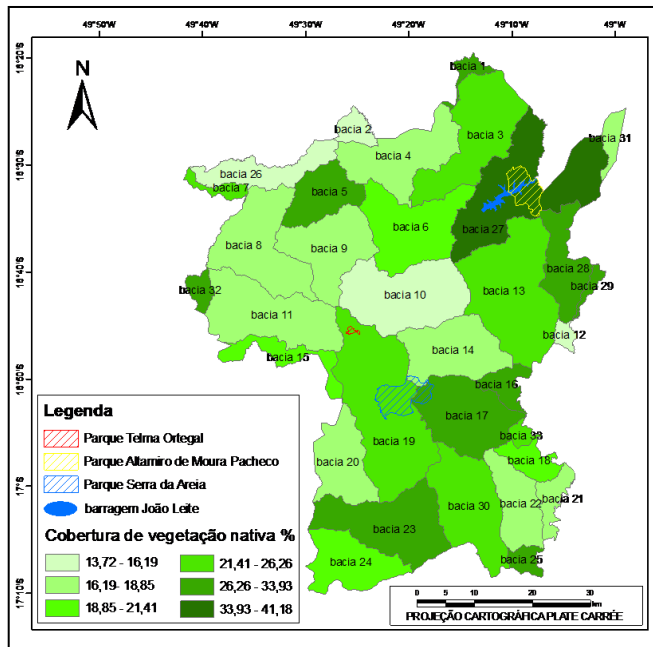 49°50'W 49°40'W 49°30'W 49°20'W 49°10'W 49°W
16°20'S
16°30'S
16°40'S
16°50'S
17°S
17°10'S
N
bacia 1
bacia 2
bacia 3
bacia 31
bacia 4
bacia 26
bacia 7
bacia 5
bacia 6
bacia 27
bacia 8
bacia 9
bacia 28
bacia 32
bacia 10
bacia 13
bacia 29
bacia 11
bacia 12
bacia 14
bacia 15
bacia 16
bacia 17
bacia 33
bacia 19
bacia 18
bacia 20
bacia 21
bacia 22
bacia 30
bacia 23
bacia 24
bacia 25
Legenda
Parque Telma Ortegal
Parque Altamiro de Moura Pacheco
Parque Serra da Areia
barragem João Leite
Cobertura de vegetação nativa %
13,72 - 16,19
16,19- 18,85
18,85 - 21,41
21,41 - 26,26
26,26 - 33,93
33,93 - 41,18
0 5 10 20 30
km
PROJEÇÃO CARTOGRÁFICA PLATE CARRÉE